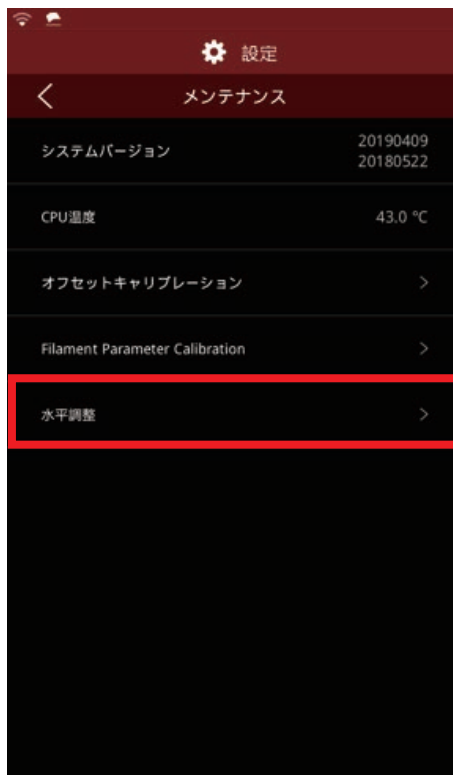 設定
メンテナンス
システムバージョン
20190409
20180522
CPU温度
43.0 ℃
オフセットキャリブレーション
Filament Parameter Calibration
水平調整